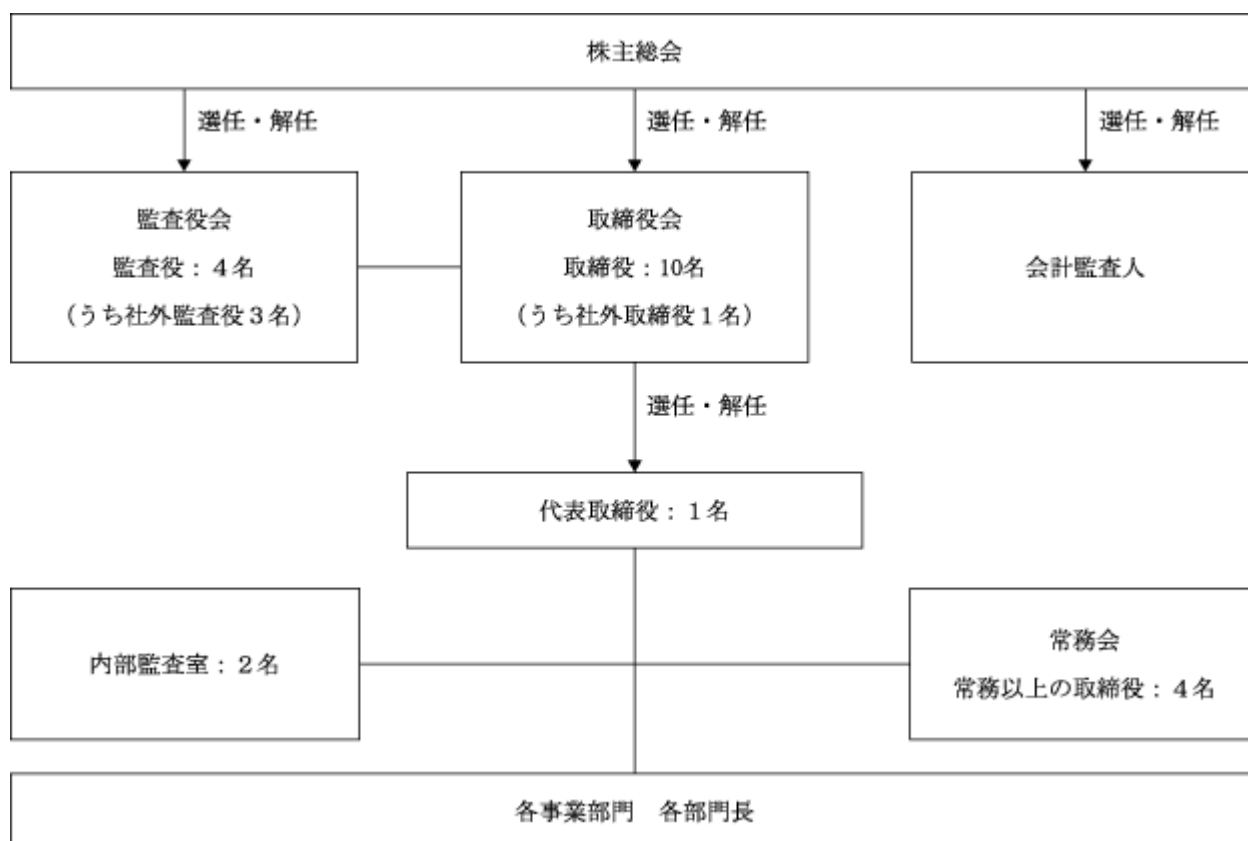 株主総会
選任・解任
選任・解任
選任・解任
監査役会
監査役：４名
（うち社外監査役３名）
取締役会
取締役：10名
（うち社外取締役１名）
会計監査人
選任・解任
代表取締役：１名
内部監査室：２名
常務会
常務以上の取締役：４名
各事業部門　各部門長